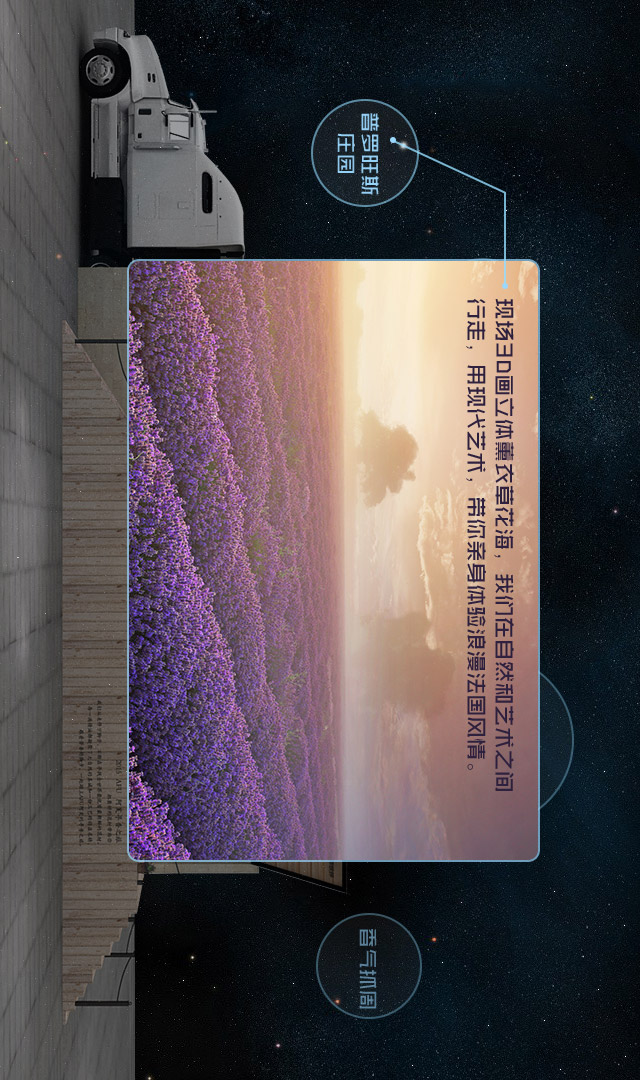 普罗旺斯
庄园
现场3D画立体薰衣草花海，我们在自然和艺术之间
行走，用现代艺术，带你亲身体验浪漫法国风情。
香气抓周